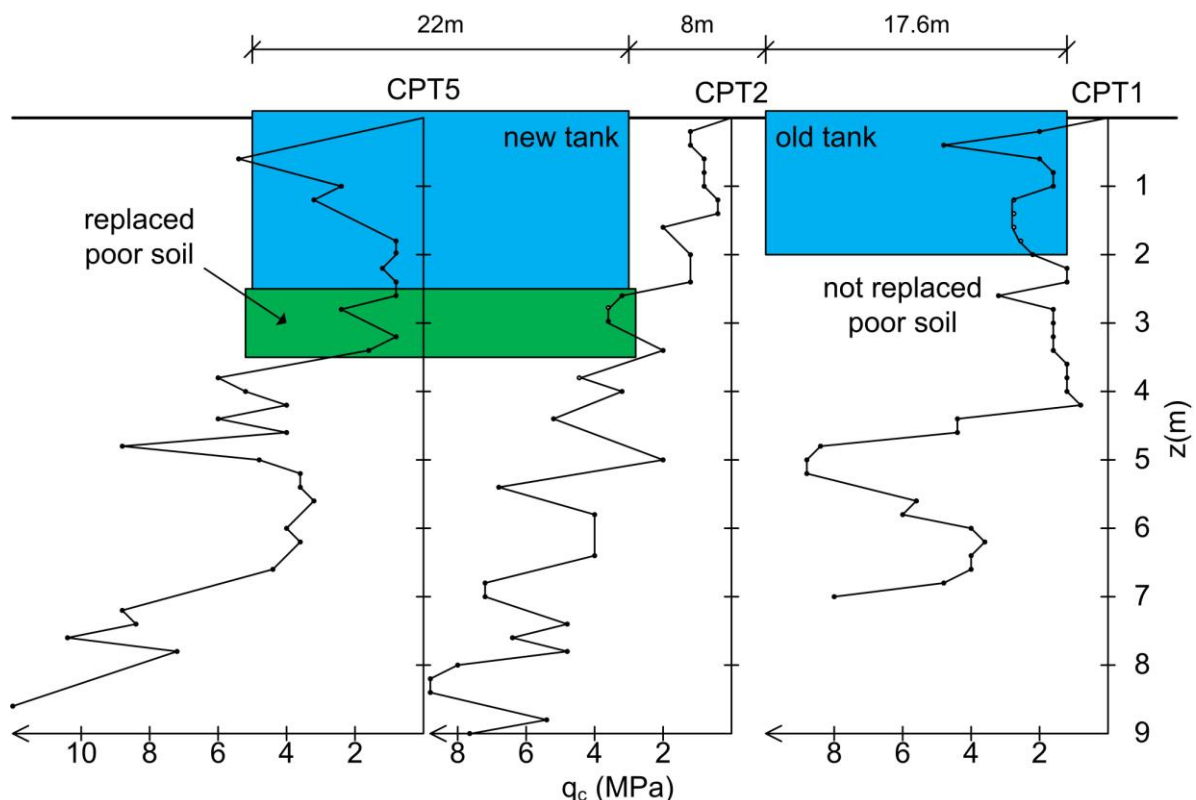 22m
8m
17.6m
CPT5
CPT2
CPT1
new tank
old tank
replaced
poor soil
not replaced
poor soil
1
2
3
4
5
6
7
8
9
z(m)
10 8 6 4 2
8 6 4 2
8 6 4 2
qc (MPa)